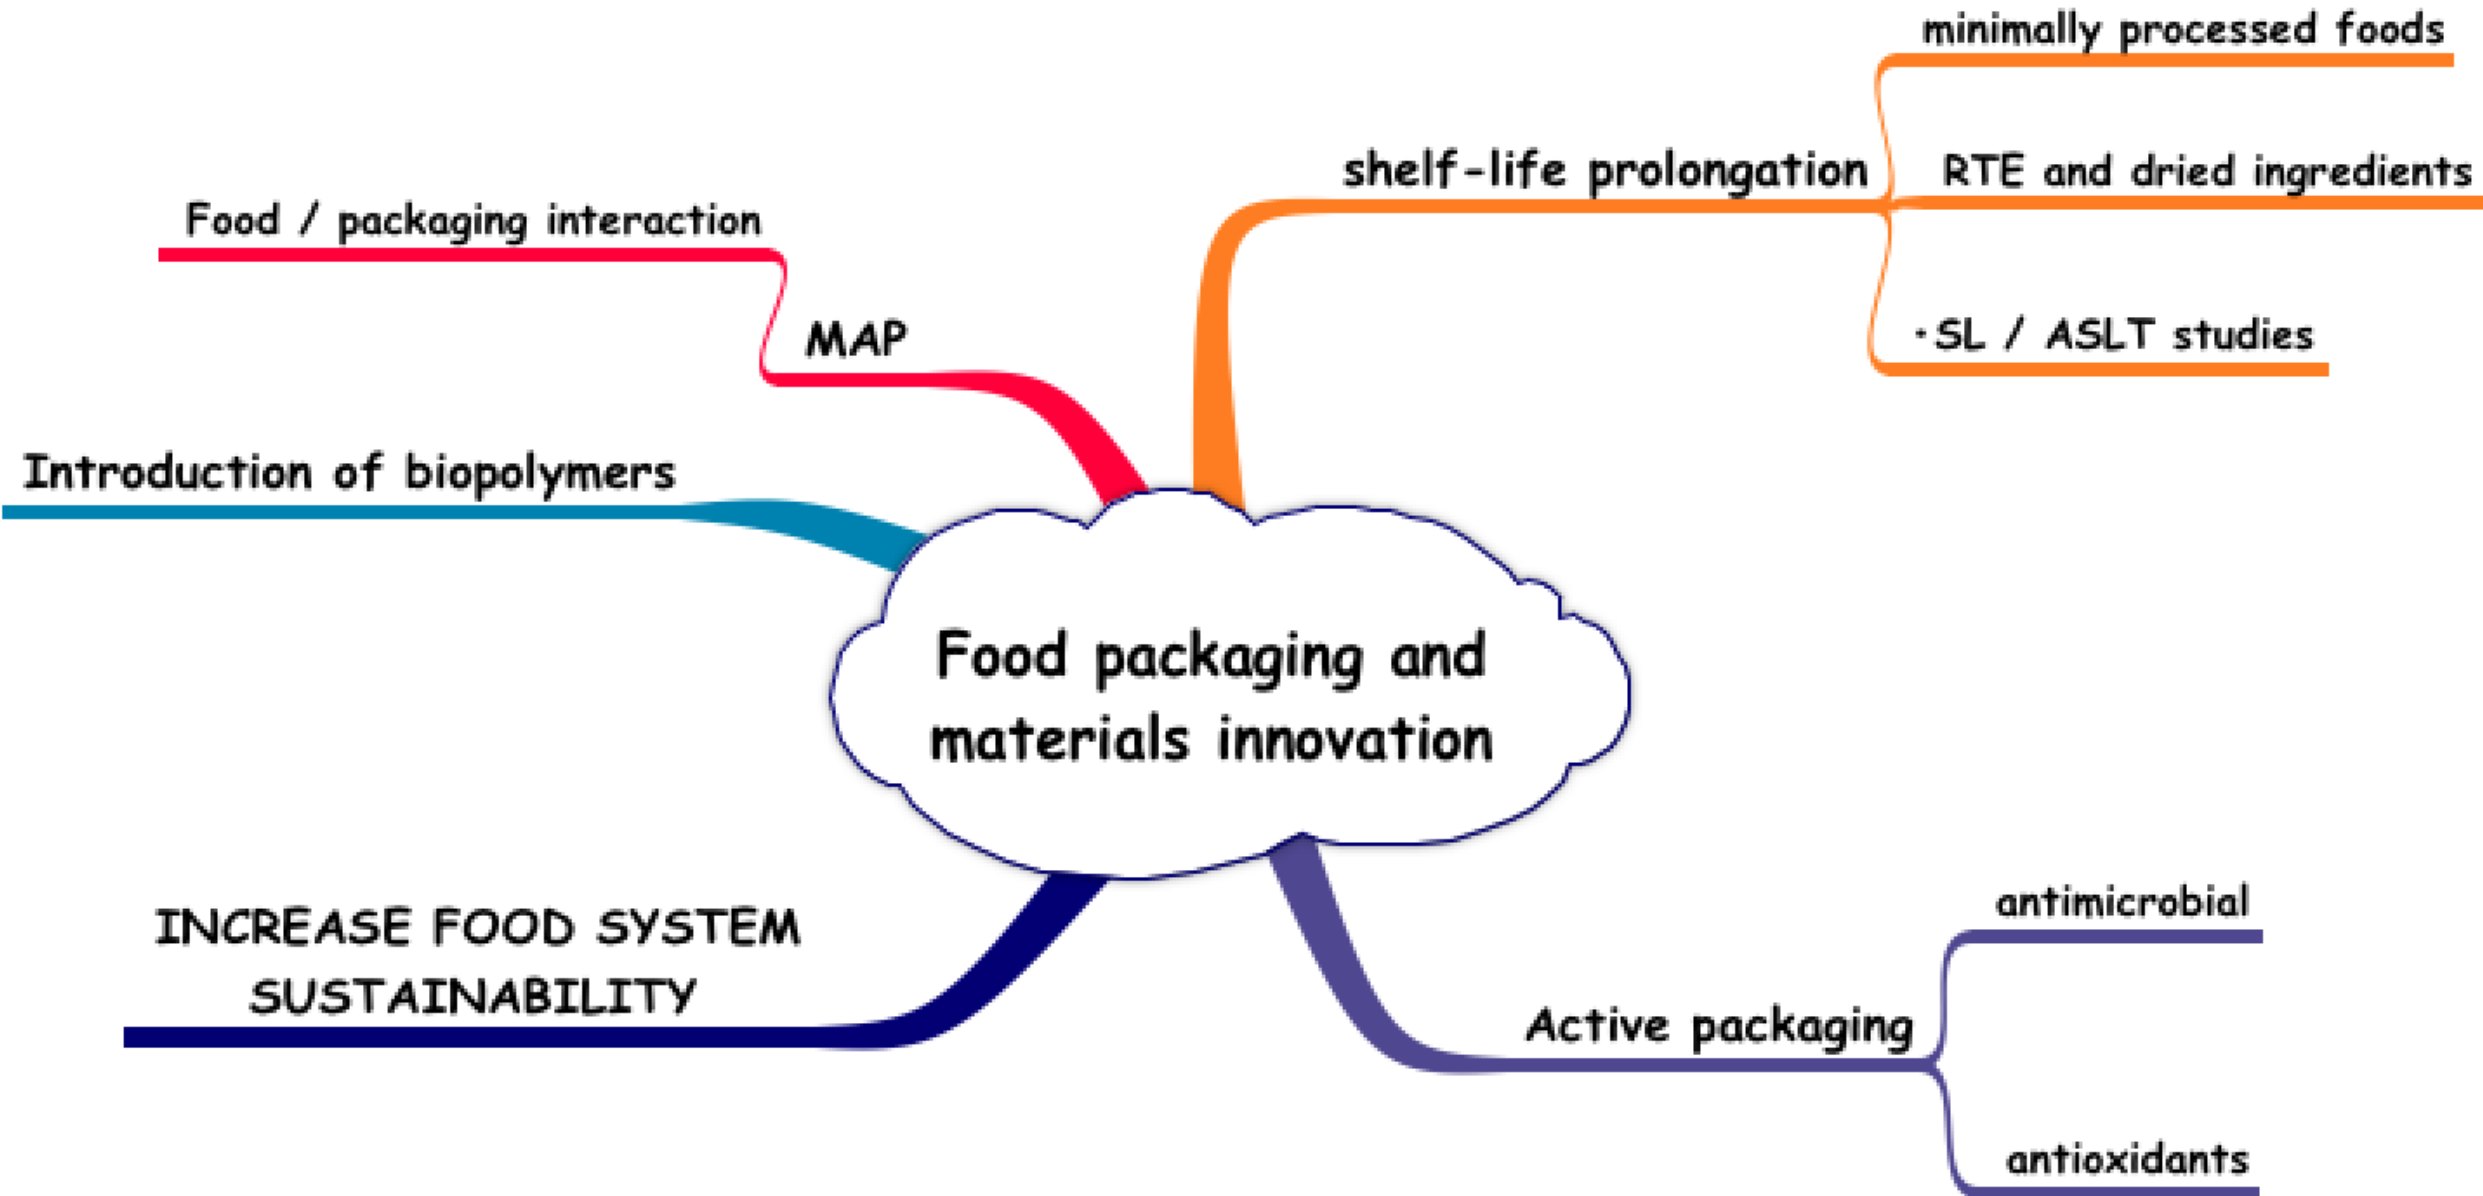 minimally processed foods
shelf-life prolongation
RTE and dried ingredients
·SL / ASLT studies
Food / packaging interaction
MAP
Introduction of biopolymers
Food packaging and
materials innovation
INCREASE FOOD SYSTEM
SUSTAINABILITY
antimicrobial
Active packaging
antioxidants